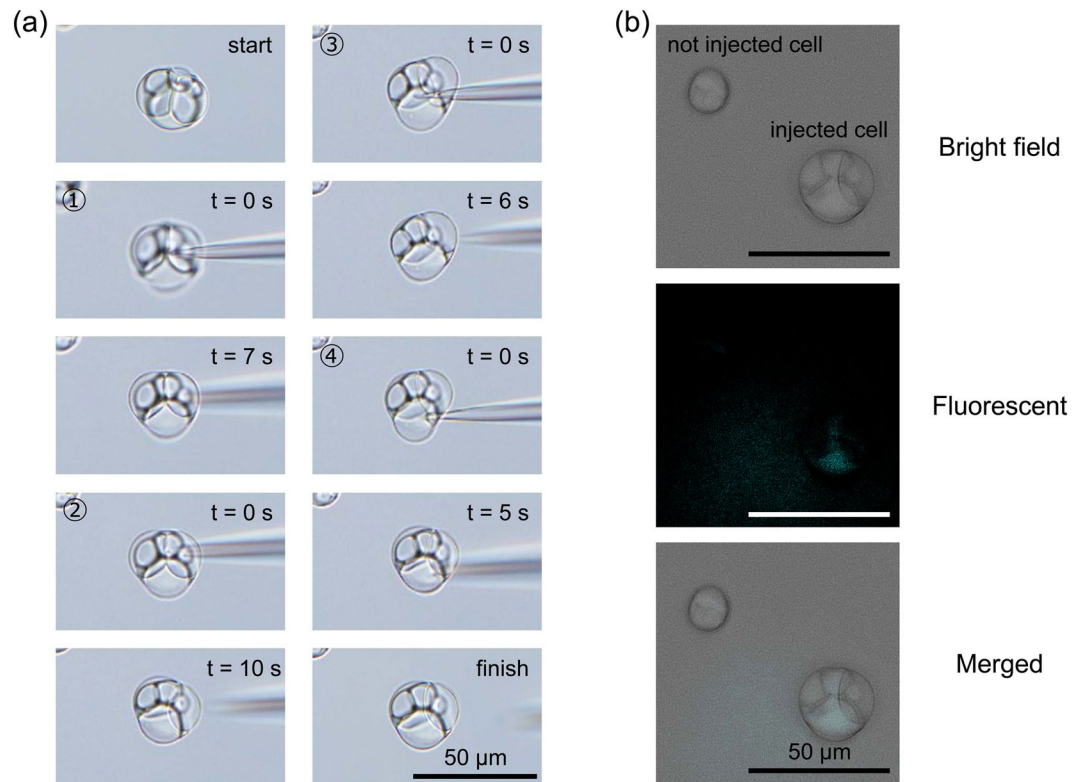 (a)
start
① t = 0 s
t = 7 s
② t = 0 s
t = 10 s
③ t = 0 s
t = 6 s
④ t = 0 s
t = 5 s
finish
50 μm
(b)
not injected cell
injected cell
Bright field
Fluorescent
Merged
50 μm